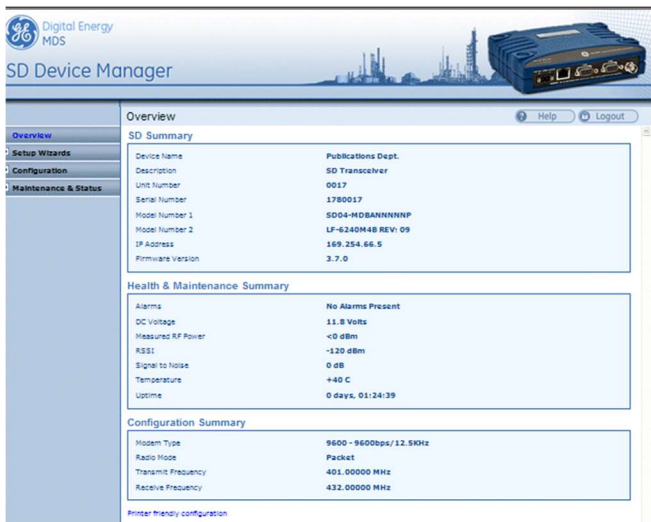 Digital Energy
MDS
SD Device Manager
Overview
Help
Logout
Overview
Setup Wizards
Configuration
Maintenance & Status
SD Summary
Device Name Publications Dept.
Description SD Transceiver
Unit Number 0017
Serial Number 1780017
Model Number 1 SD04-MDBANNNNNP
Model Number 2 LF-6240M4B REV: 09
IP Address 169.254.66.5
Firmware Version 3.7.0
Health & Maintenance Summary
Alarms No Alarms Present
DC Voltage 11.8 Volts
Measured RF Power <0 dBm
RSSI -120 dBm
Signal to Noise 0 dB
Temperature +40 C
Uptime 0 days, 01:24:39
Configuration Summary
Modem Type 9600 - 9600bps/12.5KHz
Radio Mode Packet
Transmit Frequency 401.00000 MHz
Receive Frequency 432.00000 MHz
Printer friendly configuration